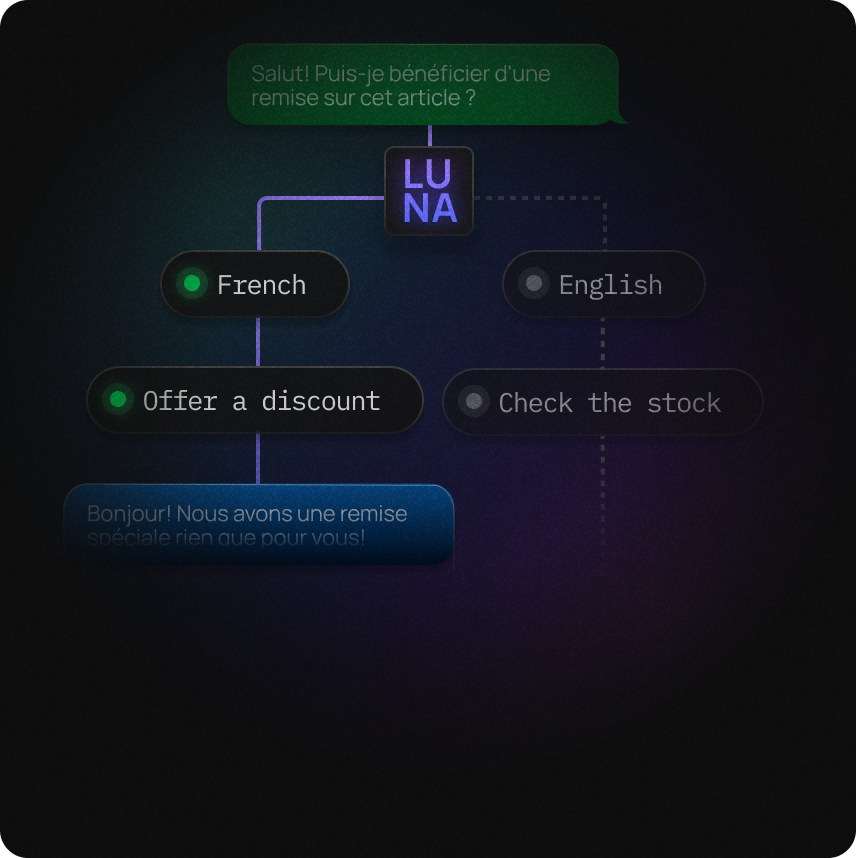 Salut! Puis-je bénéficier d'une
remise sur cet article ?
LU
NA
French
English
Offer a discount
Check the stock
Bonjour! Nous avons une remise
spéciale rien que pour vous!